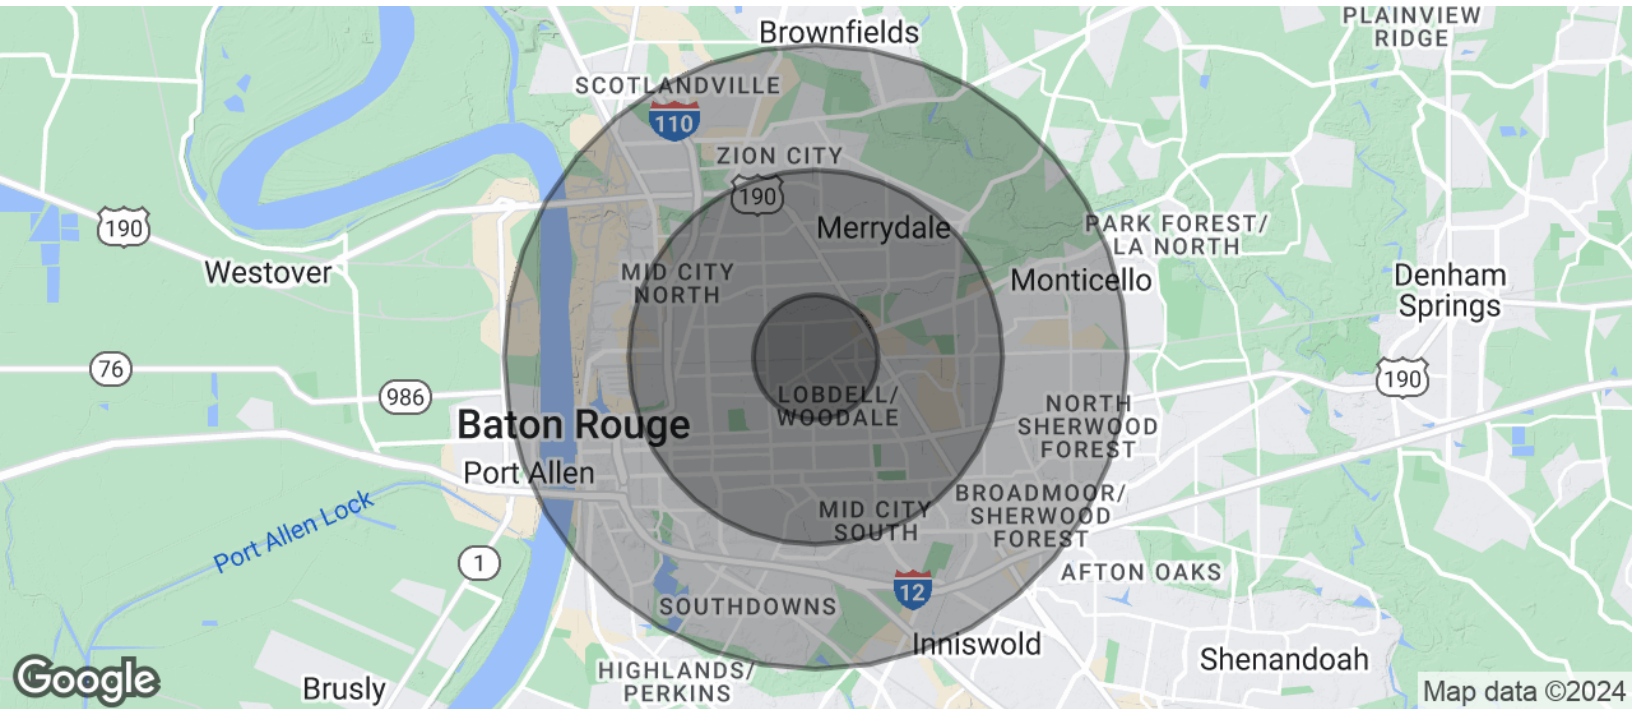 PLAINVIEW
RIDGE
Brownfields
SCOTLANDVILLE
110
ZION CITY
190
190
Merrydale
PARK FOREST/
LA NORTH
Westover
MID CITY
NORTH
Monticello
Denham
Springs
76
986
190
LOBDELL/
WOODALE
NORTH
SHERWOOD
FOREST
Baton Rouge
Port Allen
BROADMOOR/
SHERWOOD
FOREST
MID CITY
SOUTH
Port Allen Lock
1
AFTON OAKS
12
SOUTHDOWNS
Inniswold
Shenandoah
HIGHLANDS/
PERKINS
Brusly
Google
Map data ©2024